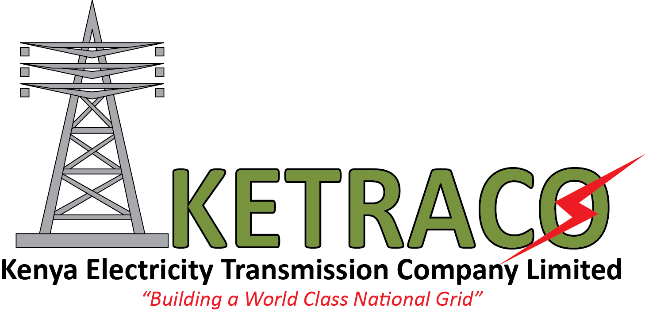 KETRACO
Kenya Electricity Transmission Company Limited
“Building a World Class National Grid”